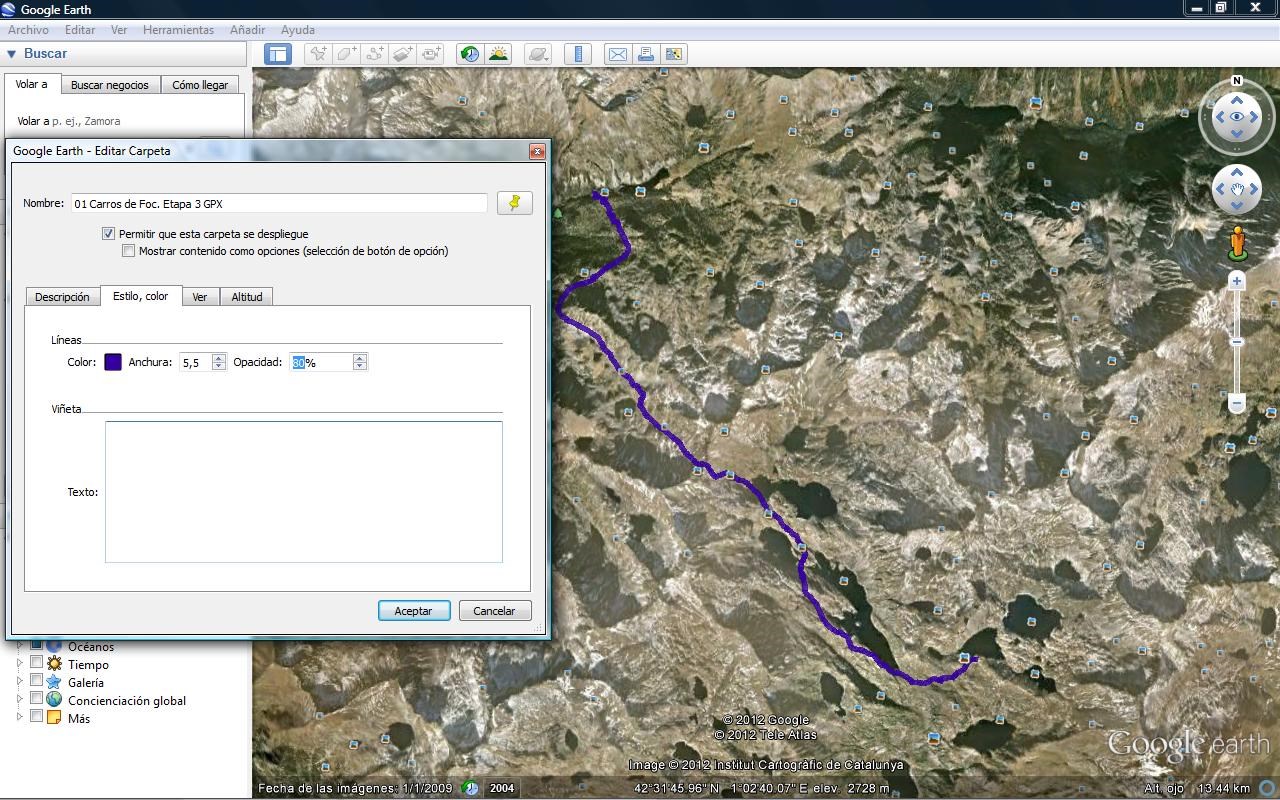 Google Earth
Archivo Editar Ver Herramientas Añadir Ayuda
Buscar
Volar a Buscar negocios Cómo llegar
Volar a p. ej., Zamora
Google Earth - Editar Carpeta
Nombre: 01 Carros de Foc. Etapa 3 GPX
Permitir que esta carpeta se despliegue
Mostrar contenido como opciones (selección de botón de opción)
Descripción Estilo, color Ver Altitud
Líneas
Color: Anchura: 5,5 Opacidad: 80%
Viñeta
Texto:
Aceptar Cancelar
Océanos
Tiempo
Galería
Concienciación global
Más
N
© 2012 Google
© 2012 Tele Atlas
Image © 2012 Institut Cartogràfic de Catalunya
Google earth
Fecha de las imágenes: 1/1/2009 2004 42°31'45.96" N 1°02'40.07" E elev. 2728 m Alt. ojo 13.44 km